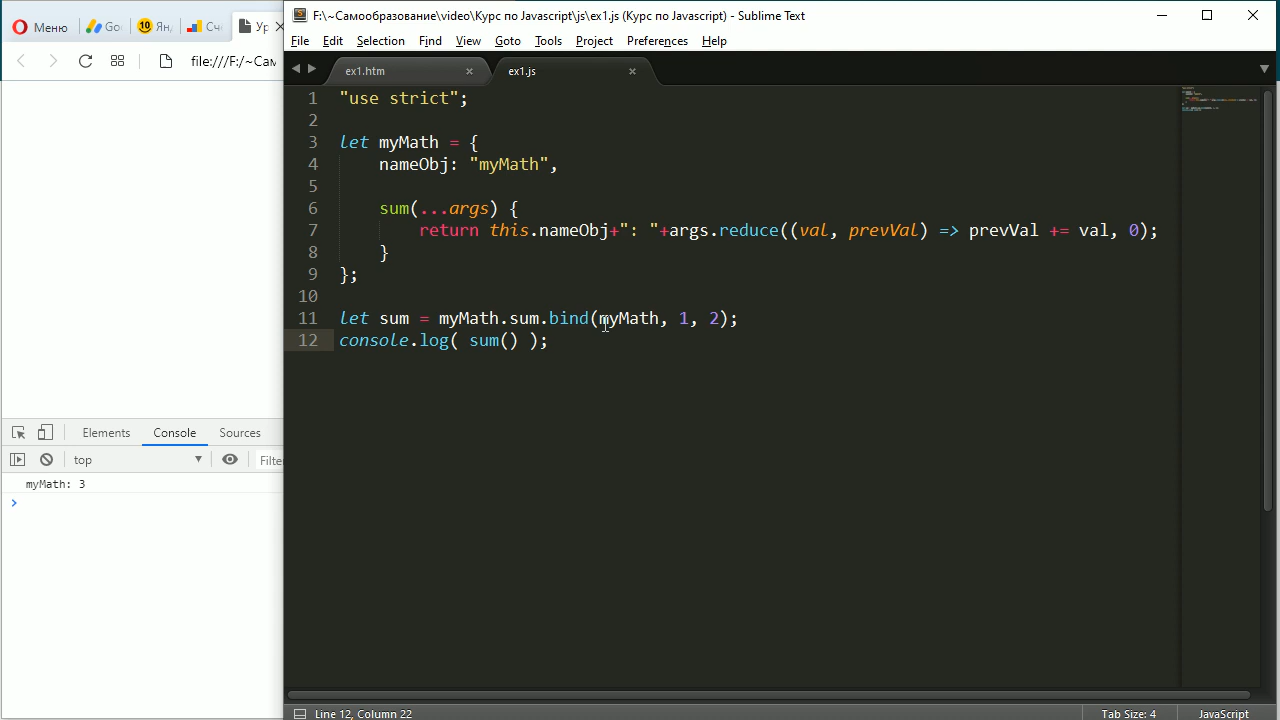 Меню
Go
10 Ян
Сч
Ур
file:///F:/~Сам
F:\~Самообразование\video\Курс по Javascript\js\ex1.js (Курс по Javascript) - Sublime Text
File Edit Selection Find View Goto Tools Project Preferences Help
ex1.htm
ex1.js
1 "use strict";
2
3 let myMath = {
4 nameObj: "myMath",
5
6 sum(...args) {
7 return this.nameObj+": "+args.reduce((val, prevVal) => prevVal += val, 0);
8 }
9 };
10
11 let sum = myMath.sum.bind(myMath, 1, 2);
12 console.log( sum() );
Elements Console Sources
top
Filte
myMath: 3
Line 12, Column 22
Tab Size: 4
JavaScript